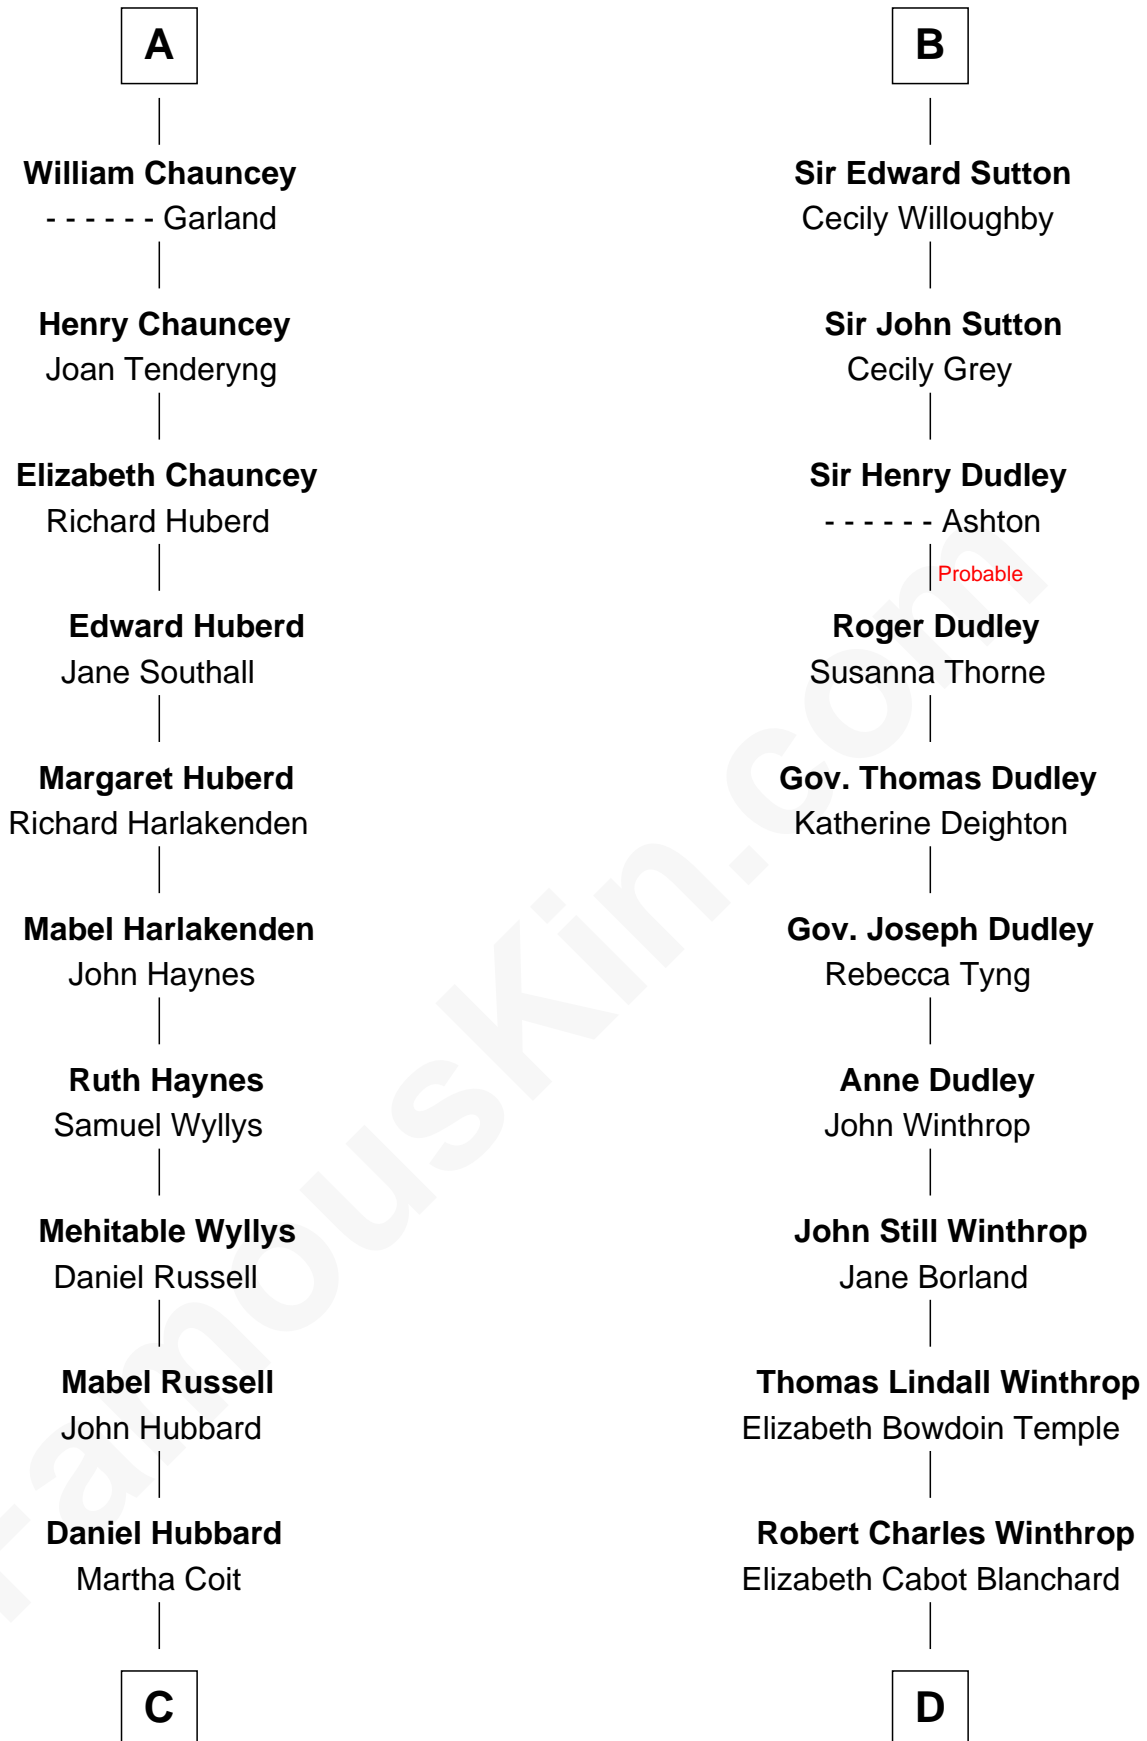 A
William Chauncey
- - - - - - Garland
Henry Chauncey
Joan Tenderyng
Elizabeth Chauncey
Richard Huberd
Edward Huberd
Jane Southall
Margaret Huberd
Richard Harlakenden
Mabel Harlakenden
John Haynes
Ruth Haynes
Samuel Wyllys
Mehitable Wyllys
Daniel Russell
Mabel Russell
John Hubbard
Daniel Hubbard
Martha Coit
C
B
Sir Edward Sutton
Cecily Willoughby
Sir John Sutton
Cecily Grey
Sir Henry Dudley
- - - - - - Ashton
Probable
Roger Dudley
Susanna Thorne
Gov. Thomas Dudley
Katherine Deighton
Gov. Joseph Dudley
Rebecca Tyng
Anne Dudley
John Winthrop
John Still Winthrop
Jane Borland
Thomas Lindall Winthrop
Elizabeth Bowdoin Temple
Robert Charles Winthrop
Elizabeth Cabot Blanchard
D
FamousKin.com